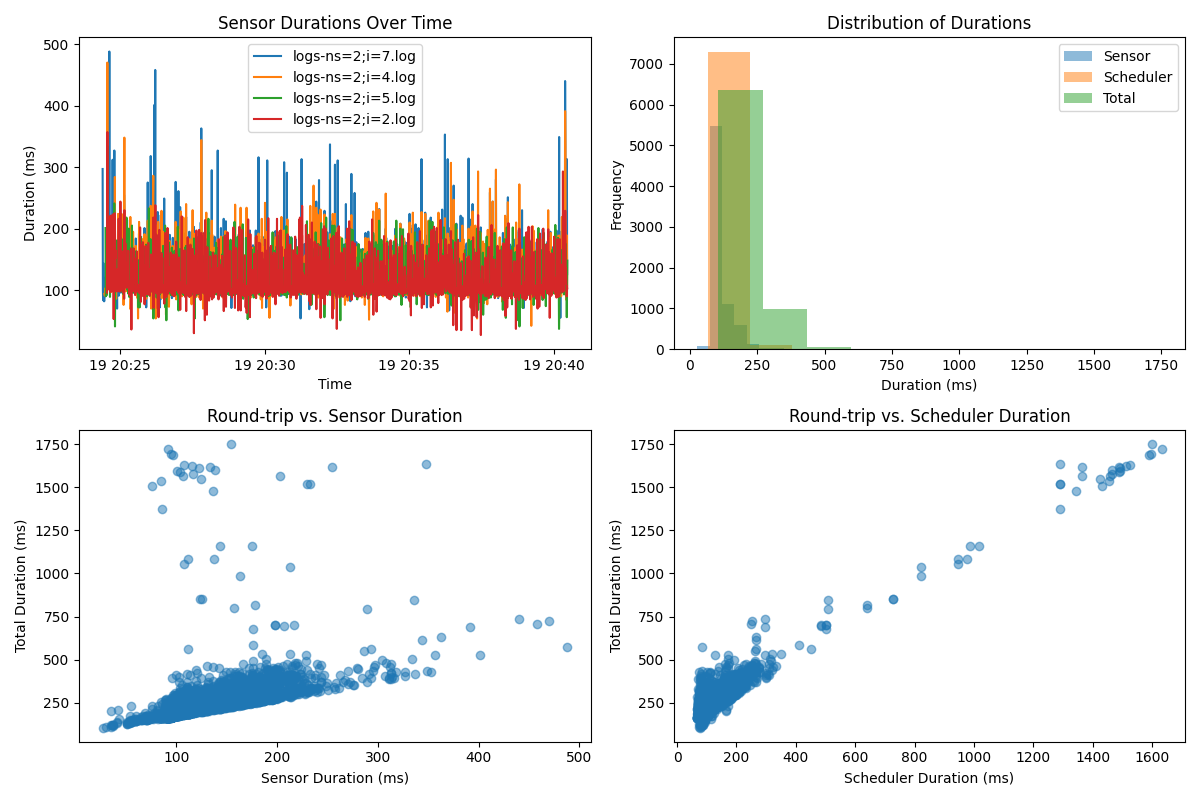 Sensor Durations Over Time
Duration (ms)
500
400
300
200
100
logs-ns=2;i=7.log
logs-ns=2;i=4.log
logs-ns=2;i=5.log
logs-ns=2;i=2.log
19 20:25
19 20:30
19 20:35
19 20:40
Time
Distribution of Durations
Frequency
7000
6000
5000
4000
3000
2000
1000
0
Sensor
Scheduler
Total
0
250
500
750
1000
1250
1500
1750
Duration (ms)
Round-trip vs. Sensor Duration
Total Duration (ms)
1750
1500
1250
1000
750
500
250
100
200
300
400
500
Sensor Duration (ms)
Round-trip vs. Scheduler Duration
Total Duration (ms)
1750
1500
1250
1000
750
500
250
0
200
400
600
800
1000
1200
1400
1600
Scheduler Duration (ms)